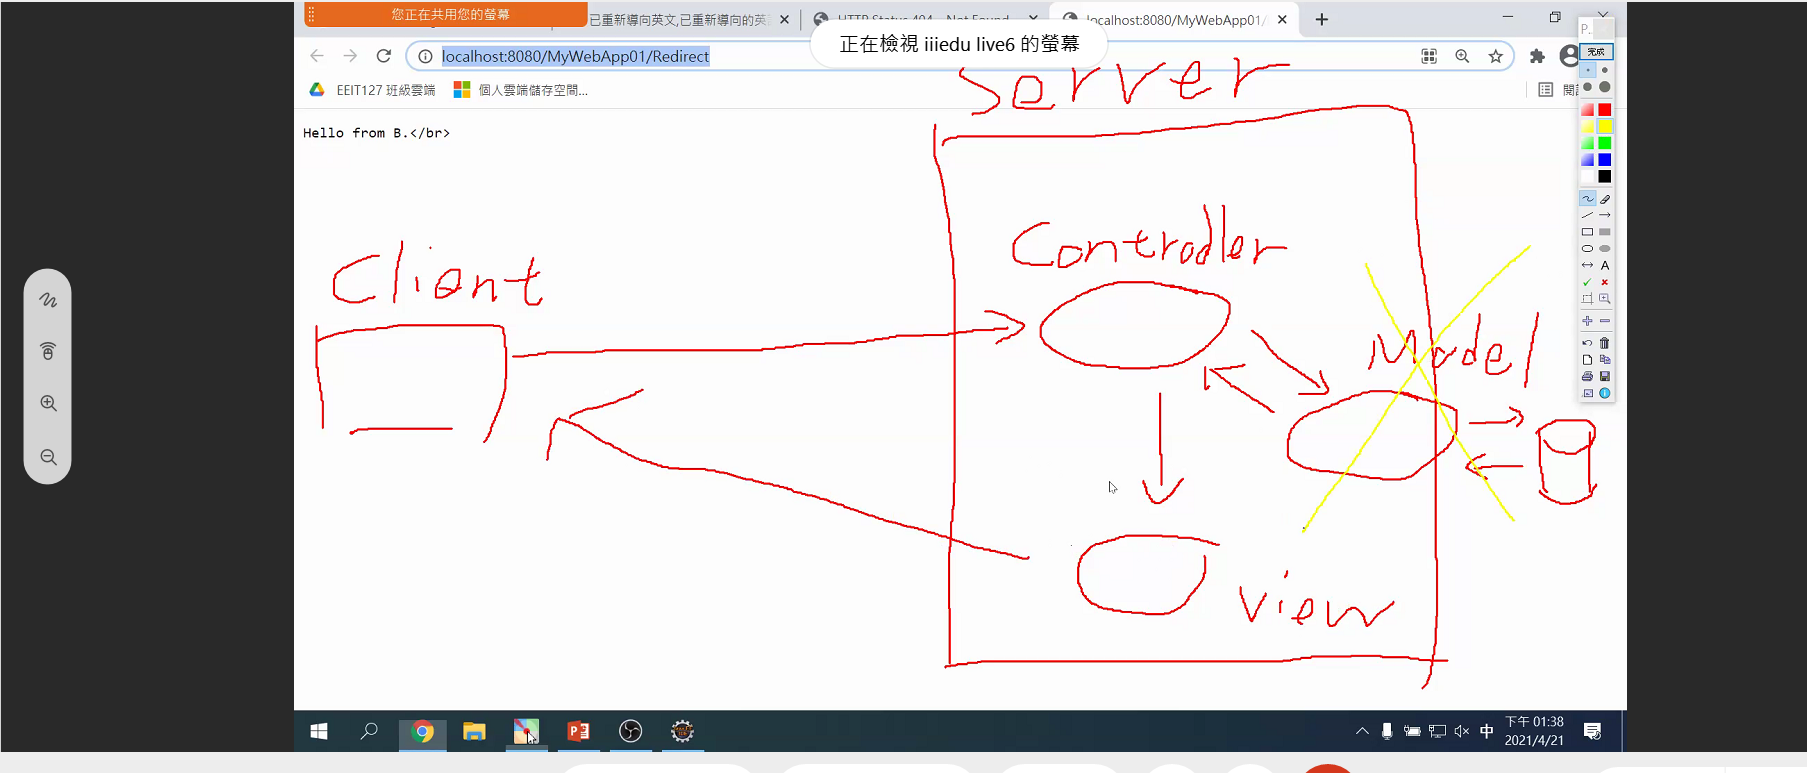 您正在共用您的螢幕
已重新導向英文,已重新導向的英
HTTP Status 404 – Not Found
localhost:8080/MyWebApp01/
正在檢視 iiiedu live6 的螢幕
localhost:8080/MyWebApp01/Redirect
EEIT127 班級雲端
個人雲端儲存空間...
P...
完成
Hello from B.</br>
Server
Client
Controller
Model
View
A
中
下午 01:38
2021/4/21